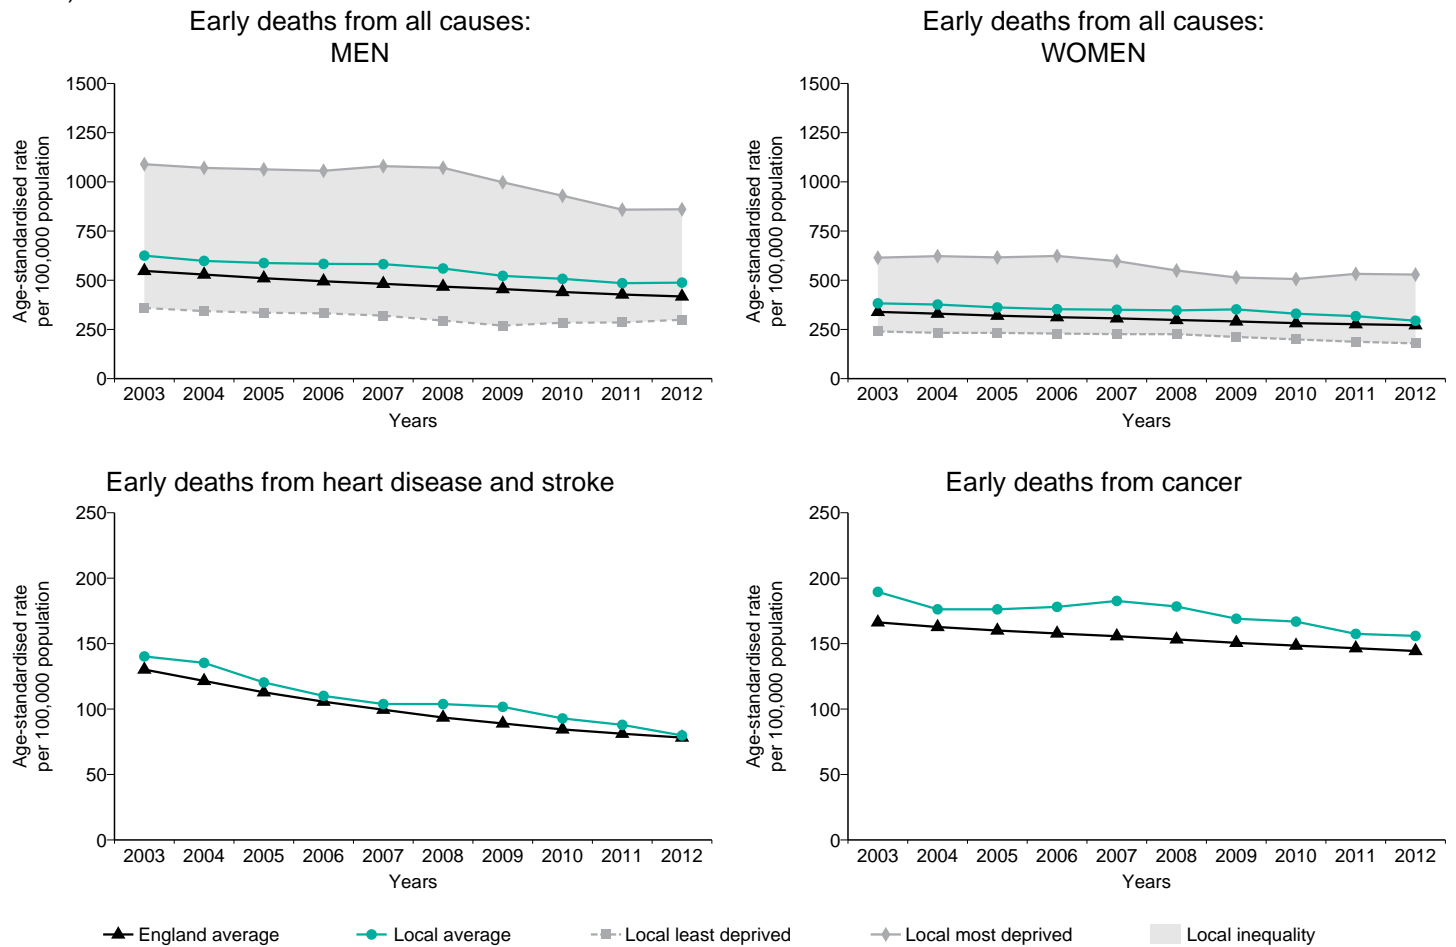 Early deaths from all causes:
MEN
Early deaths from all causes:
WOMEN
Age-standardised rate
per 100,000 population
1500
1250
1000
750
500
250
0
2003 2004 2005 2006 2007 2008 2009 2010 2011 2012
Years
Age-standardised rate
per 100,000 population
1500
1250
1000
750
500
250
0
2003 2004 2005 2006 2007 2008 2009 2010 2011 2012
Years
Early deaths from heart disease and stroke
Early deaths from cancer
Age-standardised rate
per 100,000 population
250
200
150
100
50
0
2003 2004 2005 2006 2007 2008 2009 2010 2011 2012
Years
Age-standardised rate
per 100,000 population
250
200
150
100
50
0
2003 2004 2005 2006 2007 2008 2009 2010 2011 2012
Years
England average Local average Local least deprived Local most deprived Local inequality